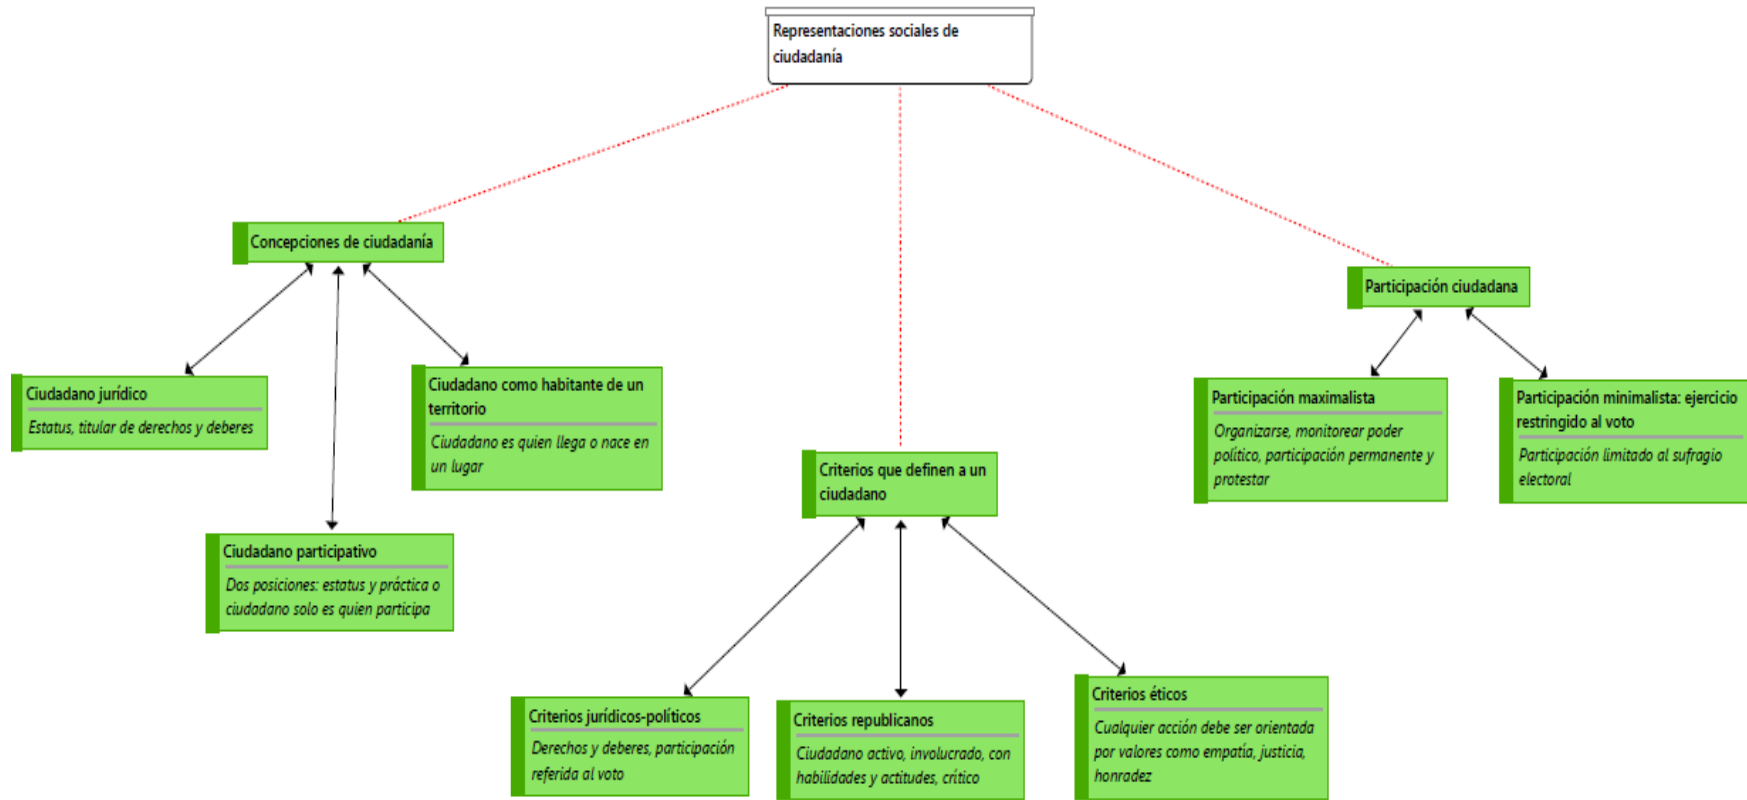 Representaciones sociales de
ciudadanía
Concepciones de ciudadanía
Ciudadano jurídico
Estatus, titular de derechos y deberes
Ciudadano participativo
Dos posiciones: estatus y práctica o
ciudadano solo es quien participa
Ciudadano como habitante de un
territorio
Ciudadano es quien llega o nace en
un lugar
Criterios que definen a un
ciudadano
Criterios jurídicos-políticos
Derechos y deberes, participación
referida al voto
Criterios republicanos
Ciudadano activo, involucrado, con
habilidades y actitudes, crítico
Criterios éticos
Cualquier acción debe ser orientada
por valores como empatía, justicia,
honradez
Participación ciudadana
Participación maximalista
Organizarse, monitorear poder
político, participación permanente y
protestar
Participación minimalista: ejercicio
restringido al voto
Participación limitado al sufragio
electoral